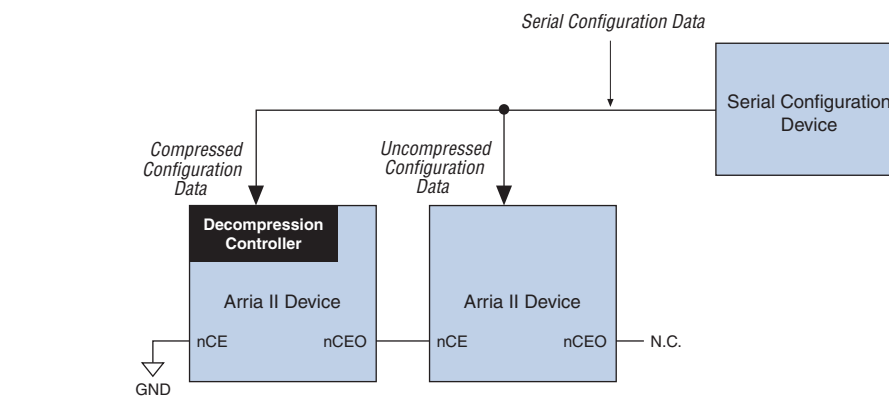 Serial Configuration Data
Serial Configuration
Device
Compressed
Configuration
Data
Uncompressed
Configuration
Data
Decompression
Controller
Arria II Device
Arria II Device
nCE
nCEO
nCE
nCEO
N.C.
GND